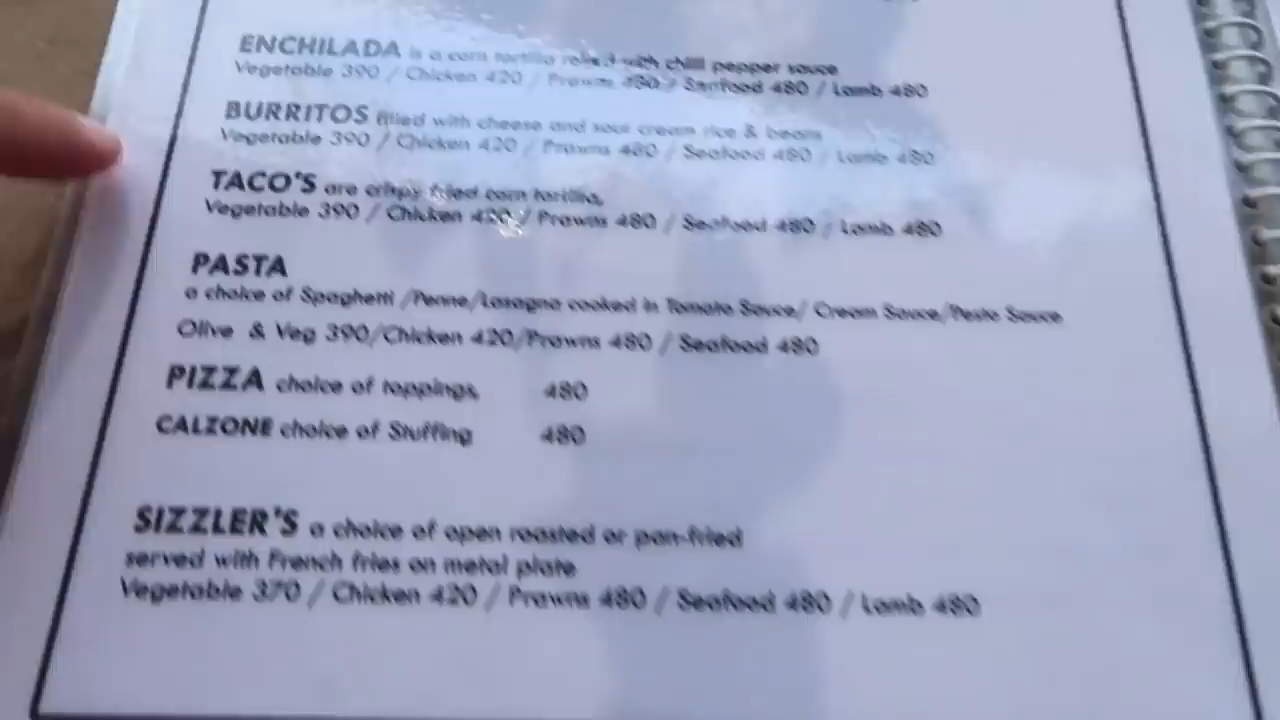 ENCHILADA is a corn tortilla rolled with chilli pepper sauce
Vegetable 390 / Chicken 420 / Prawns 480 / Seafood 480 / Lamb 480
BURRITOS filled with cheese and sour cream rice & beans
Vegetable 390 / Chicken 420 / Prawns 480 / Seafood 480 / Lamb 480
TACO'S are crispy fried corn tortilla,
Vegetable 390 / Chicken 420 / Prawns 480 / Seafood 480 / Lamb 480
PASTA
a choice of Spaghetti /Penne/Lasagna cooked in Tomato Sauce/ Cream Sauce/Pesto Sauce
Olive & Veg 390/Chicken 420/Prawns 480 / Seafood 480
PIZZA choice of toppings, 480
CALZONE choice of Stuffing 480
SIZZLER'S a choice of open roasted or pan-fried
served with French fries on metal plate
Vegetable 370 / Chicken 420 / Prawns 480 / Seafood 480 / Lamb 480